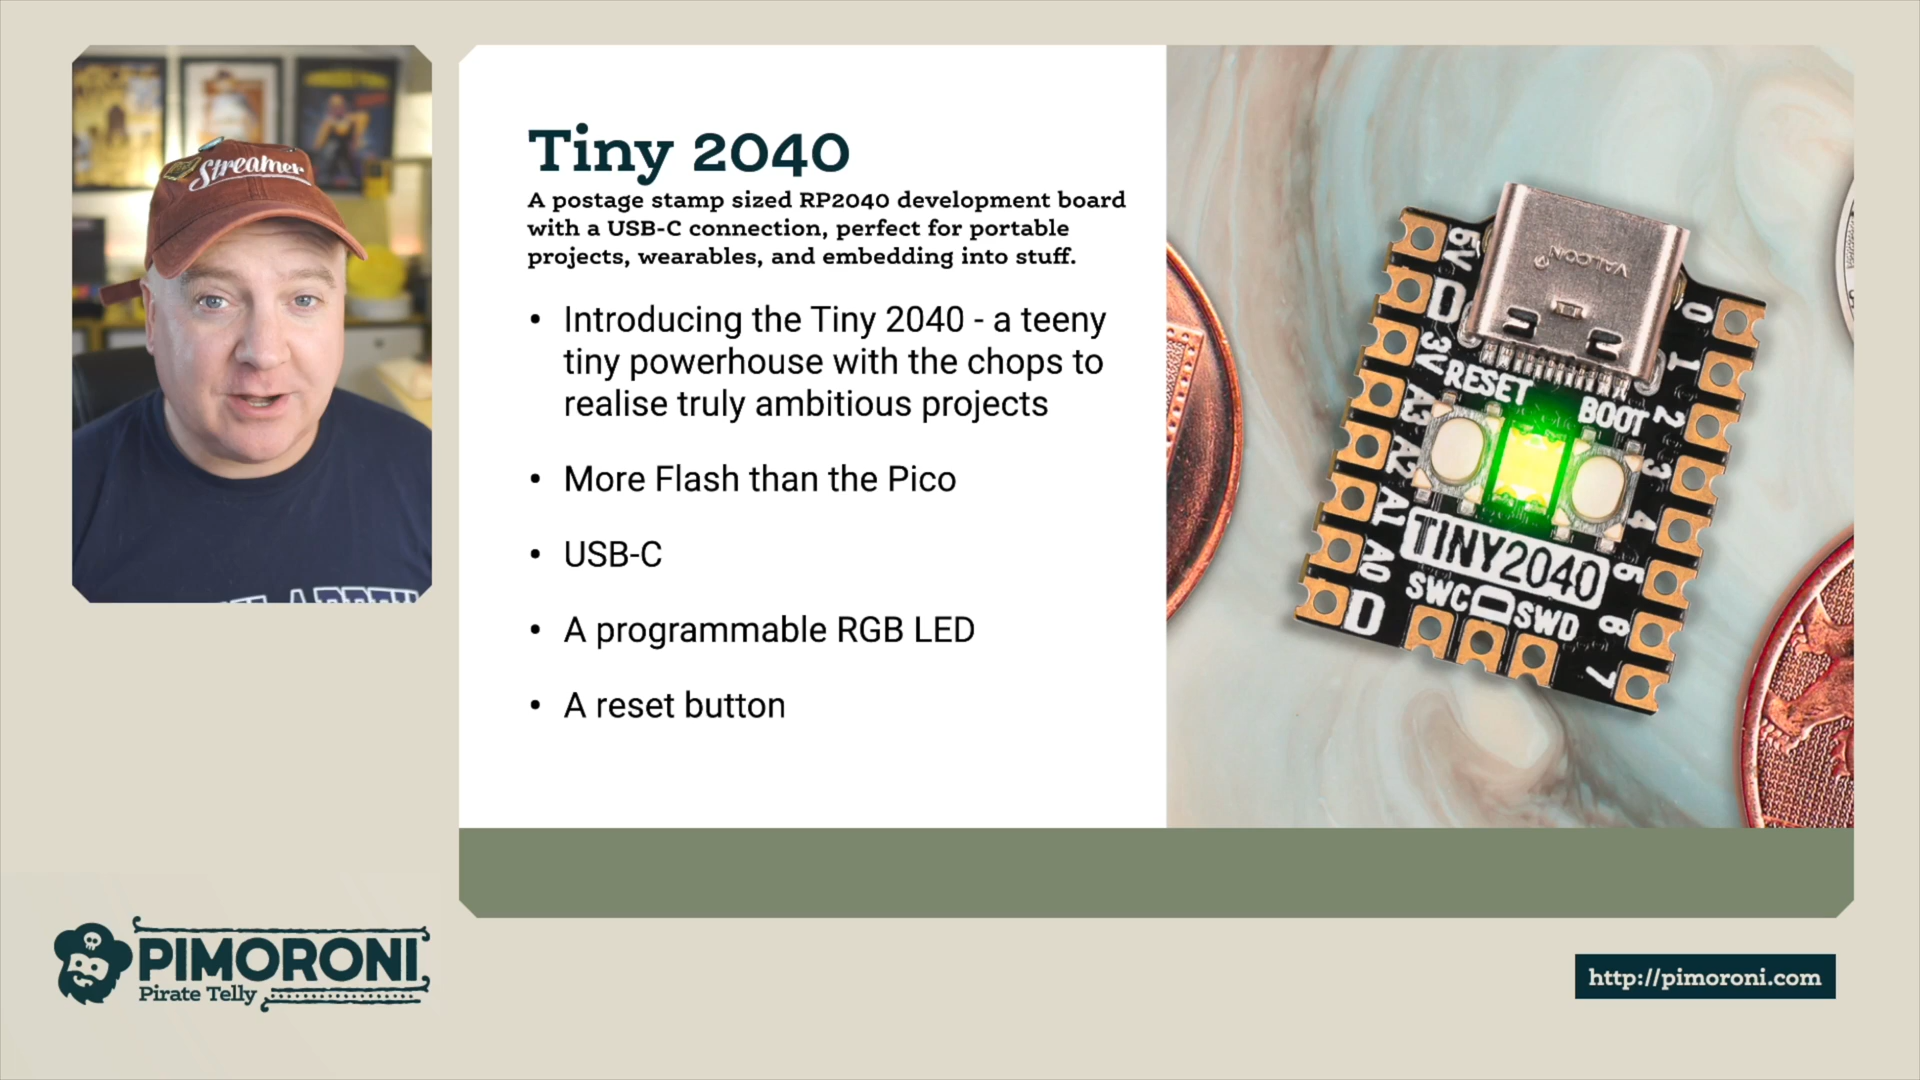 Streamer
Tiny 2040
A postage stamp sized RP2040 development board
with a USB-C connection, perfect for portable
projects, wearables, and embedding into stuff.
• Introducing the Tiny 2040 - a teeny
tiny powerhouse with the chops to
realise truly ambitious projects
• More Flash than the Pico
• USB-C
• A programmable RGB LED
• A reset button
VALCON®
5V
3V
A3
A2
A1
A0
RESET
BOOT
TINY2040
SWC
SWD
0
1
2
3
4
5
6
7
PIMORONI
Pirate Telly
http://pimoroni.com